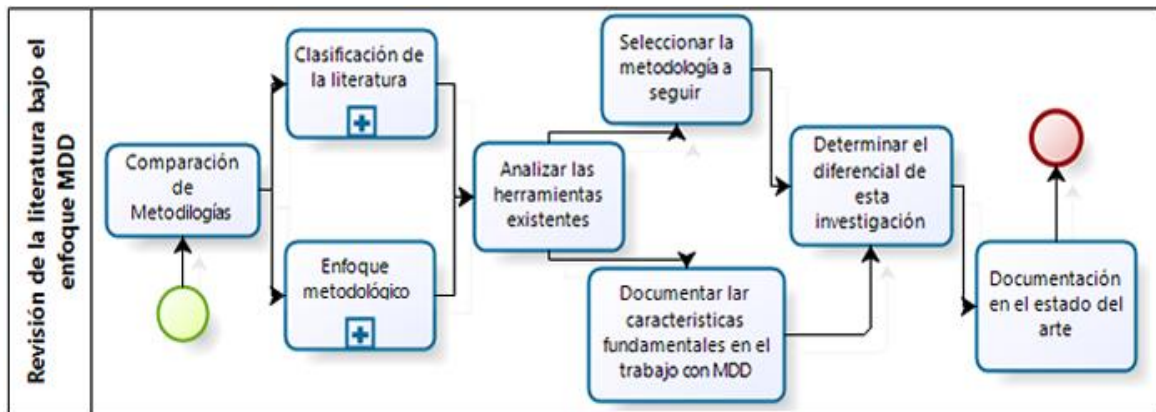 Revisión de la literatura bajo el
enfoque MDD
Comparación
de
Metodilogías
Clasificación de
la literatura
Enfoque
metodológico
Analizar las
herramientas
existentes
Seleccionar la
metodología a
seguir
Documentar lar
características
fundamentales en el
trabajo con MDD
Determinar el
diferencial de
esta
investigación
Documentación
en el estado del
arte